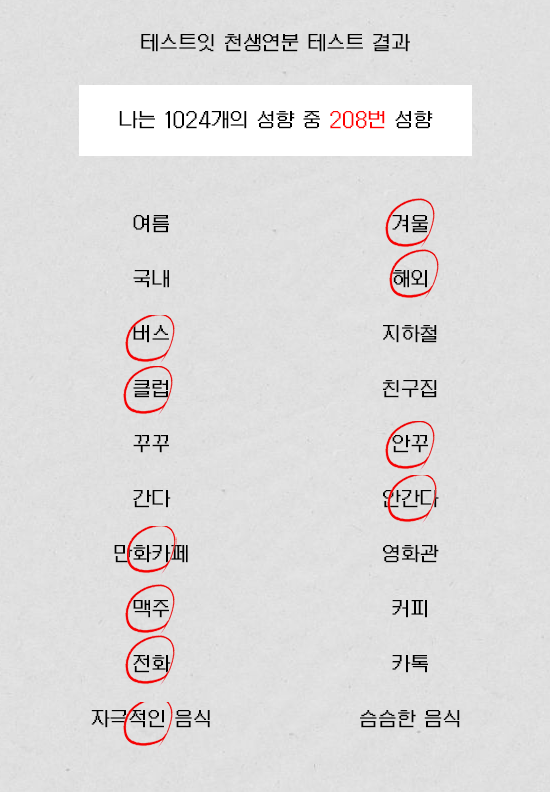 테스트잇 천생연분 테스트 결과
나는 1024개의 성향 중 208번 성향
여름 겨울
국내 해외
버스 지하철
클럽 친구집
꾸꾸 안꾸
간다 안간다
만화카페 영화관
맥주 커피
전화 카톡
자극적인 음식 슴슴한 음식